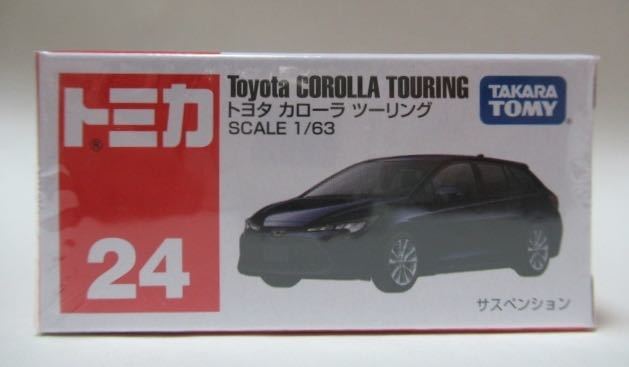 トミカ
®
24
Toyota COROLLA TOURING
トヨタ カローラ ツーリング
SCALE 1/63
TAKARA
TOMY
サスペンション